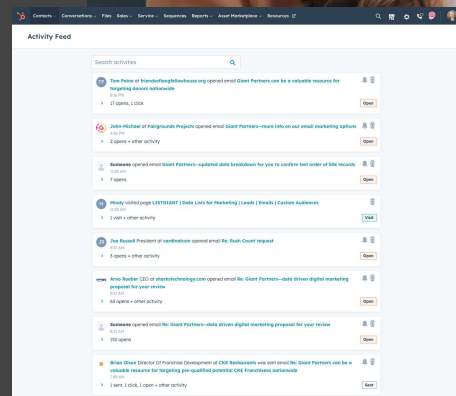 Contacts Conversations Files Sales Service Sequences Reports Asset Marketplace Resources
Activity Feed
Search activities
TP
Tom Paine at friendsoflongfellowhouse.org opened email Giant Partners can be a valuable resource for
targeting donors nationwide
17 opens, 1 click
Open
John-Michael at Fairgrounds Projects opened email Giant Partners—more info on our email marketing options
2 opens + other activity
Open
Someone opened email Giant Partners—updated data breakdown for you to confirm test order of 50k records
7 opens
Open
M
Mindy visited page LISTGIANT | Data Lists for Marketing | Leads | Emails | Custom Audiences
1 visit + other activity
Visit
Joe Russell President at cardinalcom opened email Re: Rush Count request
3 opens + other activity
Open
Arno Roeber CEO at sharkstechnology.com opened email Re: Giant Partners—data driven digital marketing
proposal for your review
60 opens + other activity
Open
Someone opened Re: Giant Partners—data driven digital marketing proposal for your review
152 opens
Open
Brian Olson Director Of Franchise Development at CKE Restaurants was sent email Re: Giant Partners can be a
valuable resource for targeting pre-qualified potential CKE Franchisees nationwide
1 sent, 1 click, 1 open + other activity
Sent